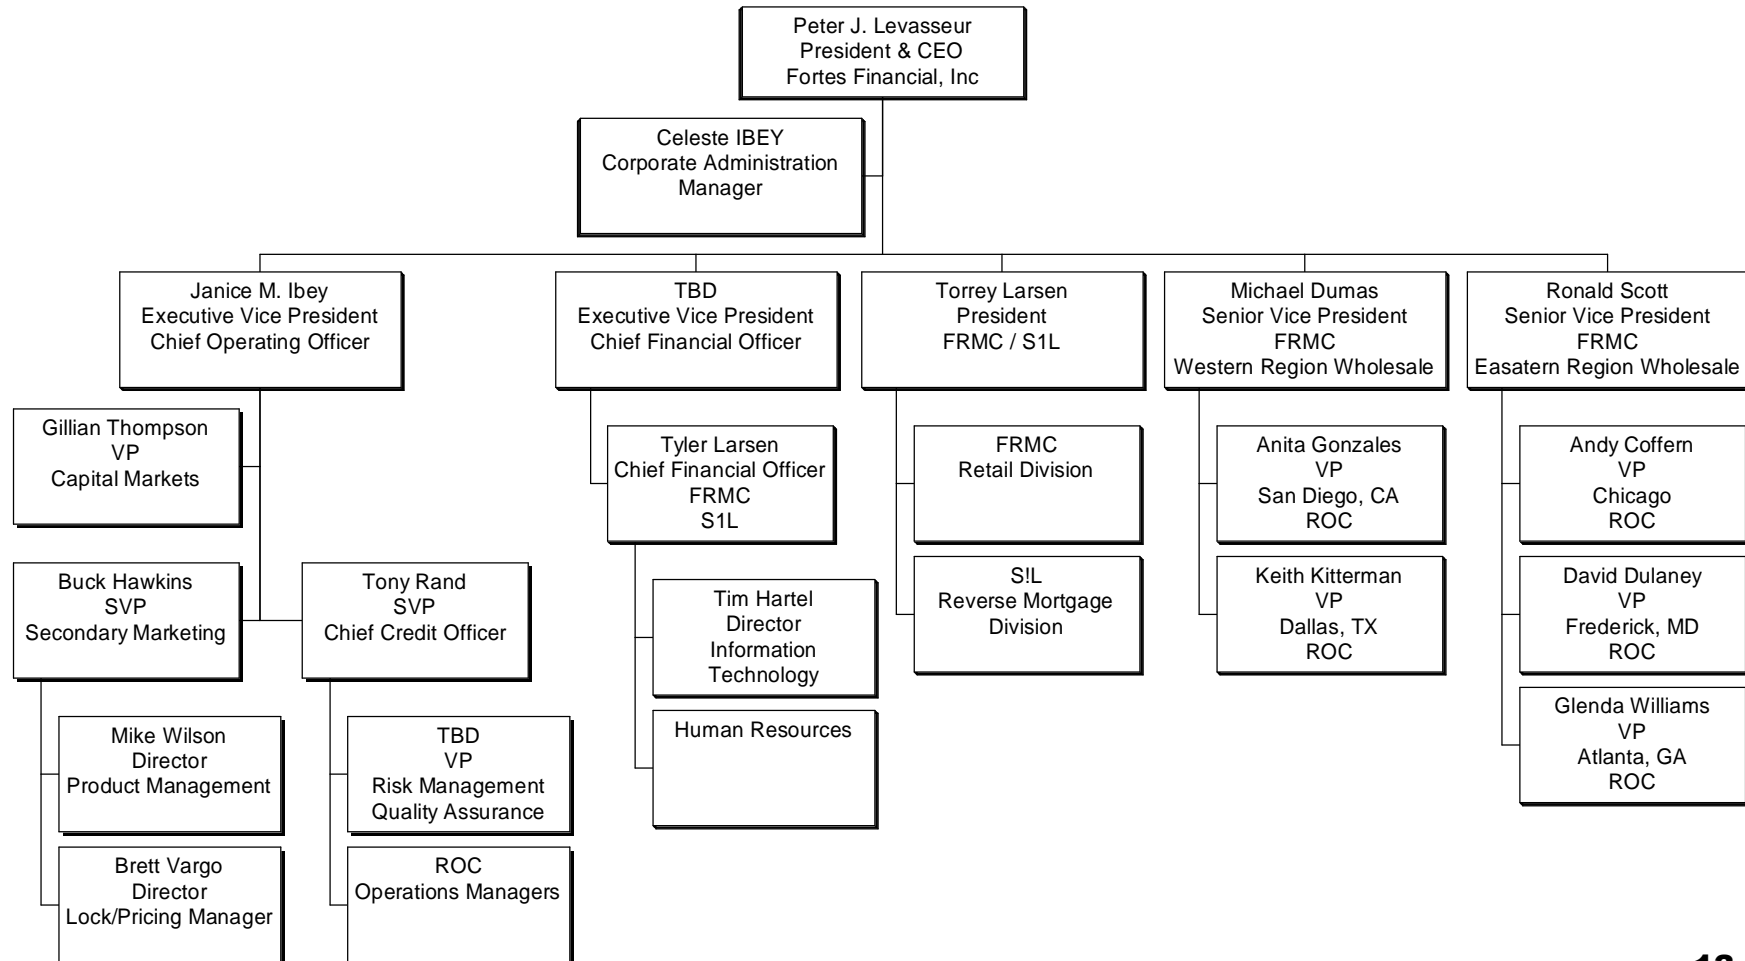 Peter J. Levasseur
President & CEO
Fortes Financial, Inc
Celeste IBEY
Corporate Administration
Manager
Janice M. Ibey
Executive Vice President
Chief Operating Officer
TBD
Executive Vice President
Chief Financial Officer
Torrey Larsen
President
FRMC / S1L
Michael Dumas
Senior Vice President
FRMC
Western Region Wholesale
Ronald Scott
Senior Vice President
FRMC
Easatern Region Wholesale
Gillian Thompson
VP
Capital Markets
Tyler Larsen
Chief Financial Officer
FRMC
S1L
FRMC
Retail Division
Anita Gonzales
VP
San Diego, CA
ROC
Andy Coffern
VP
Chicago
ROC
Buck Hawkins
SVP
Secondary Marketing
Tony Rand
SVP
Chief Credit Officer
Tim Hartel
Director
Information
Technology
S!L
Reverse Mortgage
Division
Keith Kitterman
VP
Dallas, TX
ROC
David Dulaney
VP
Frederick, MD
ROC
Mike Wilson
Director
Product Management
TBD
VP
Risk Management
Quality Assurance
Human Resources
Glenda Williams
VP
Atlanta, GA
ROC
Brett Vargo
Director
Lock/Pricing Manager
ROC
Operations Managers